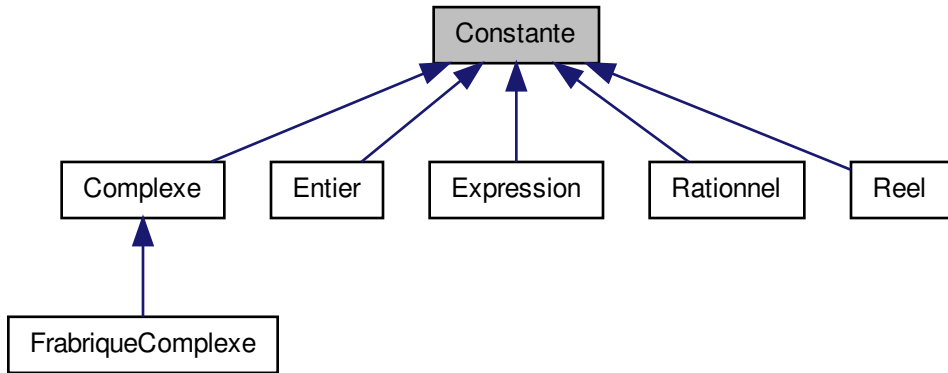 Constante
Complexe
Entier
Expression
Rationnel
Reel
FrabriqueComplexe